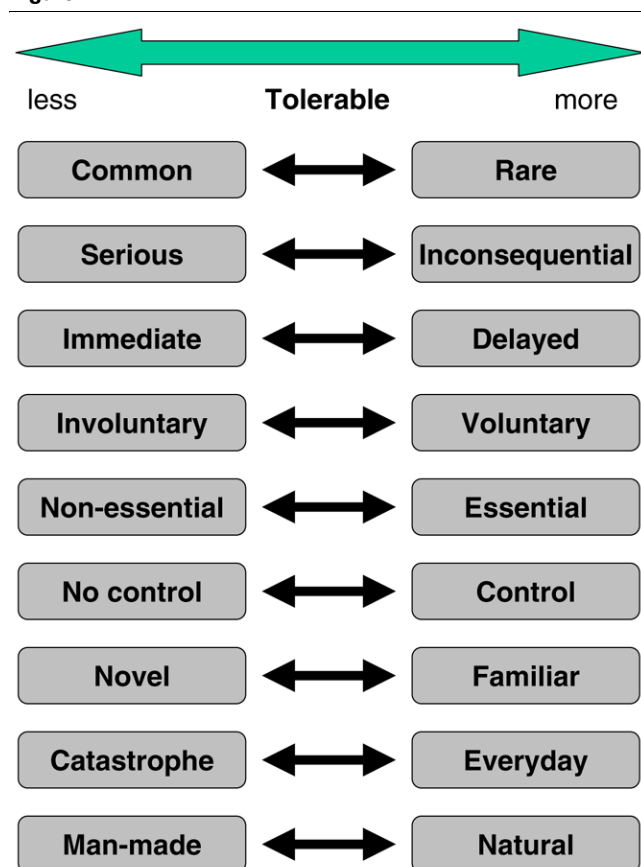 less Tolerable more
Common Rare
Serious Inconsequential
Immediate Delayed
Involuntary Voluntary
Non-essential Essential
No control Control
Novel Familiar
Catastrophe Everyday
Man-made Natural